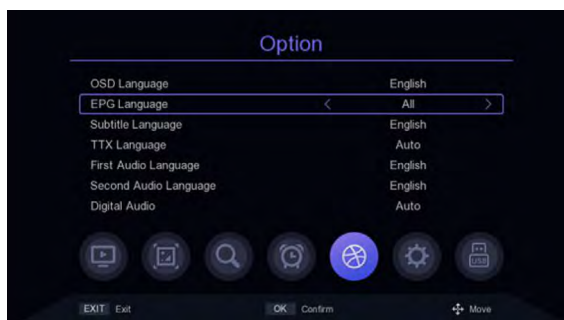 Option
OSD Language English
EPG Language < All >
Subtitle Language English
TTX Language Auto
First Audio Language English
Second Audio Language English
Digital Audio Auto
USB
EXIT Exit OK Confirm Move